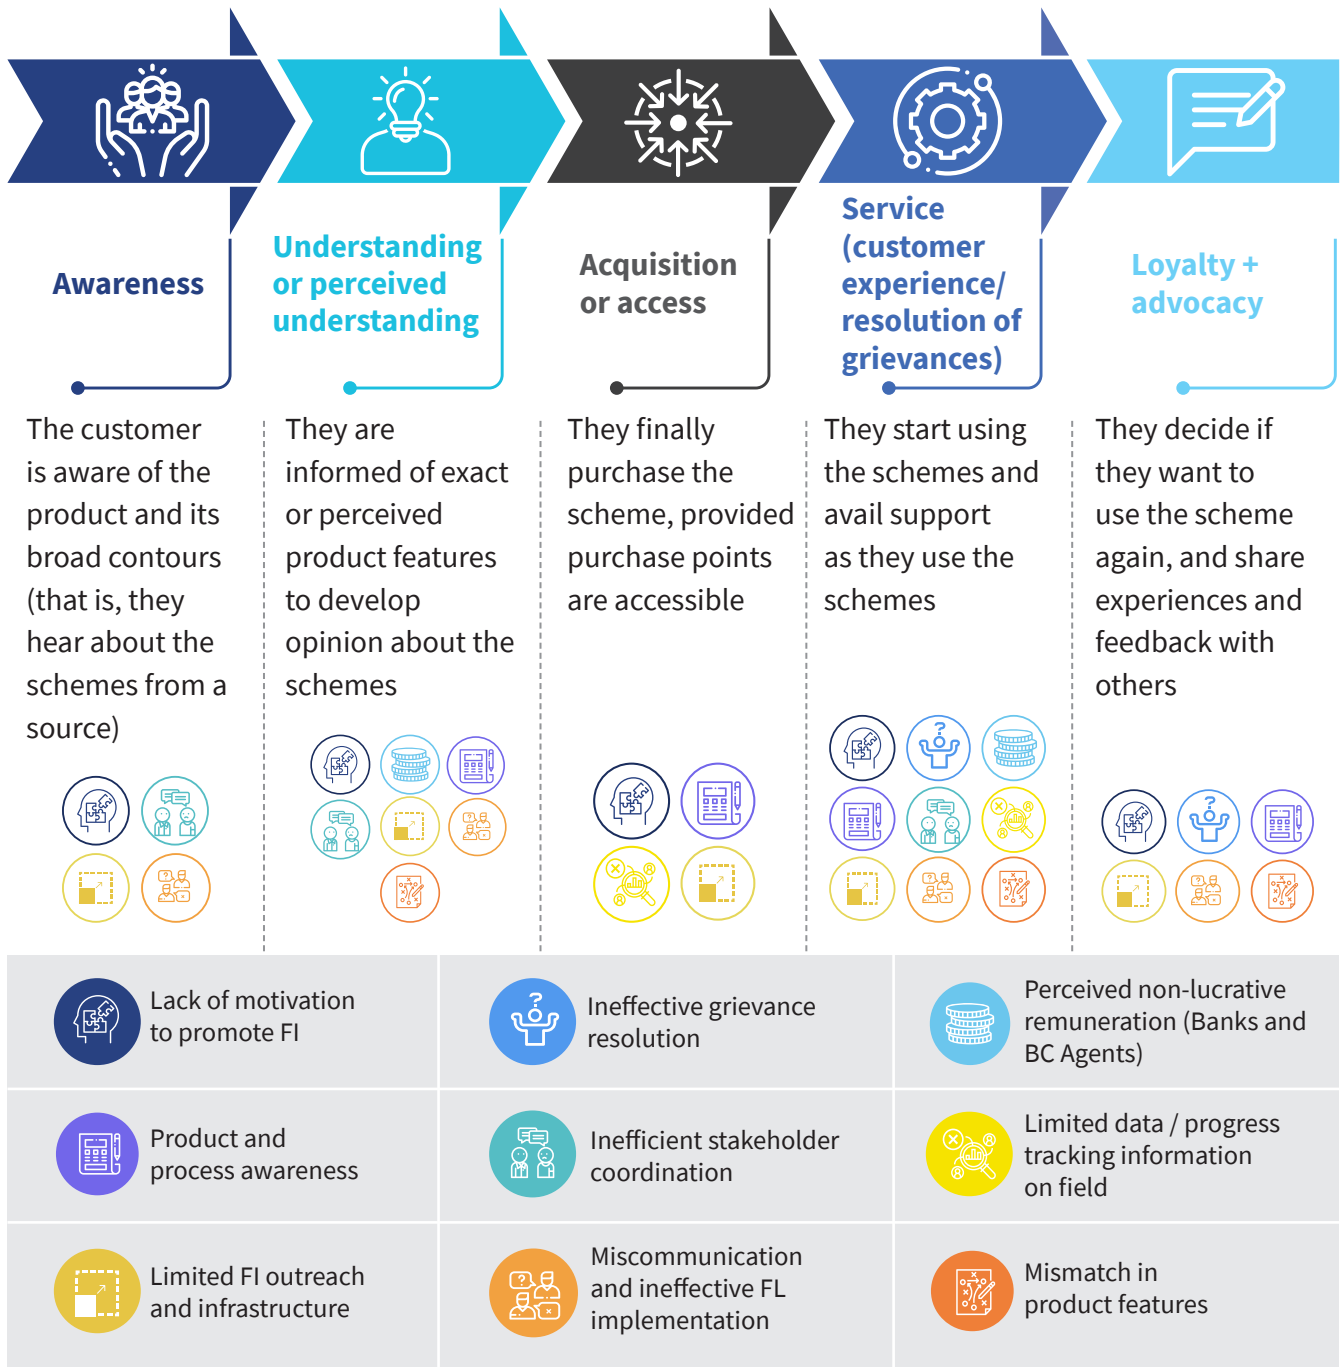 Awareness
Understanding
or perceived
understanding
Acquisition
or access
Service
(customer
experience/
resolution of
grievances)
Loyalty +
advocacy
The customer
is aware of the
product and its
broad contours
(that is, they
hear about the
schemes from a
source)
They are
informed of exact
or perceived
product features
to develop
opinion about the
schemes
They finally
purchase the
scheme, provided
purchase points
are accessible
They start using
the schemes and
avail support
as they use the
schemes
They decide if
they want to
use the scheme
again, and share
experiences and
feedback with
others
Lack of motivation
to promote FI
Ineffective grievance
resolution
Perceived non-lucrative
remuneration (Banks and
BC Agents)
Product and
process awareness
Inefficient stakeholder
coordination
Limited data / progress
tracking information
on field
Limited FI outreach
and infrastructure
Miscommunication
and ineffective FL
implementation
Mismatch in
product features